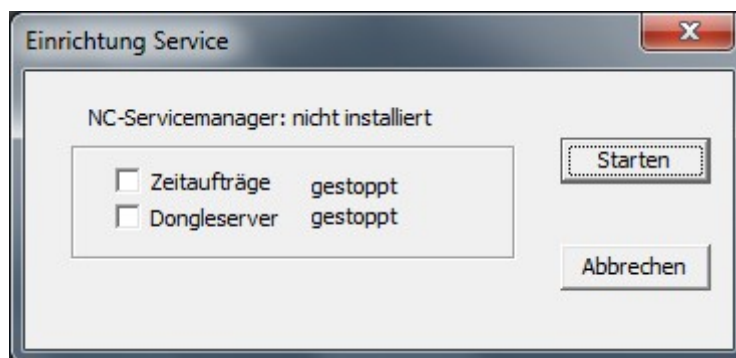 Einrichtung Service
NC-Servicemanager: nicht installiert
Zeitaufträge gestoppt
Dongleserver gestoppt
Starten
Abbrechen